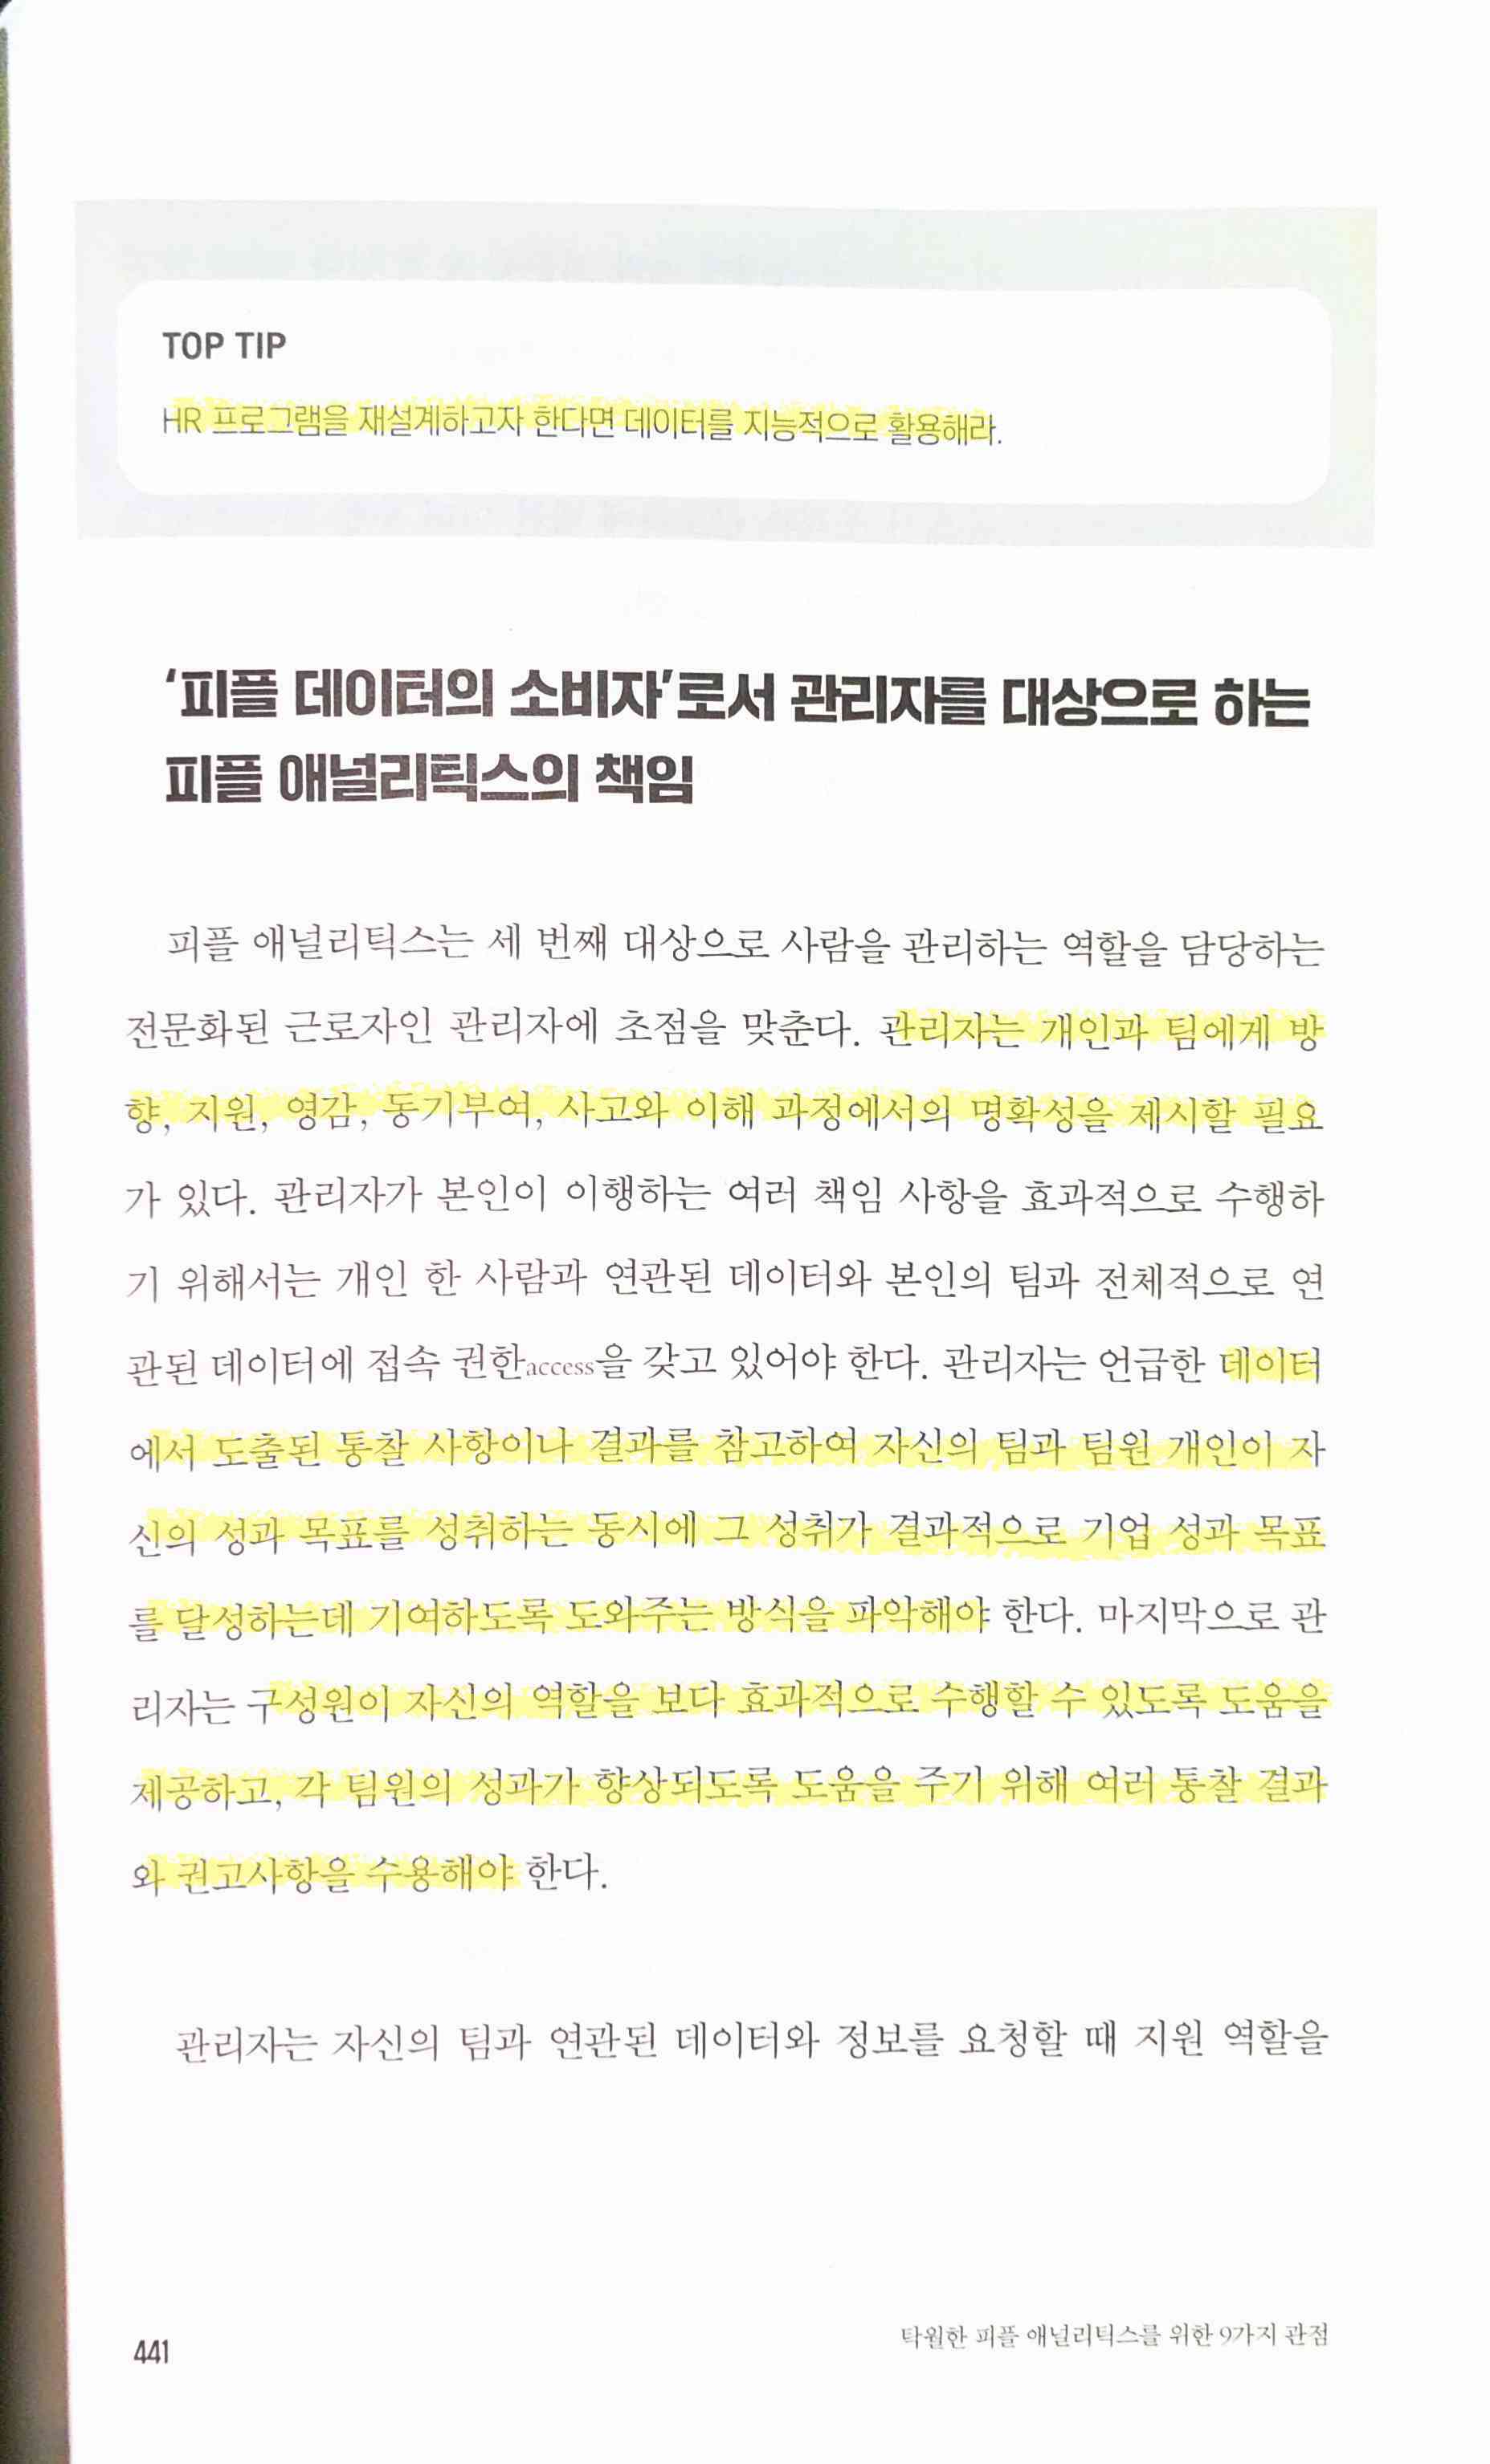 TOP TIP
HR 프로그램을 재설계하고자 한다면 데이터를 지능적으로 활용해라.
‘피플 데이터의 소비자’로서 관리자를 대상으로 하는
피플 애널리틱스의 책임
피플 애널리틱스는 세 번째 대상으로 사람을 관리하는 역할을 담당하는
전문화된 근로자인 관리자에 초점을 맞춘다. 관리자는 개인과 팀에게 방
향, 지원, 영감, 동기부여, 사고와 이해 과정에서의 명확성을 제시할 필요
가 있다. 관리자가 본인이 이행하는 여러 책임 사항을 효과적으로 수행하
기 위해서는 개인 한 사람과 연관된 데이터와 본인의 팀과 전체적으로 연
관된 데이터에 접속 권한access을 갖고 있어야 한다. 관리자는 언급한 데이터
에서 도출된 통찰 사항이나 결과를 참고하여 자신의 팀과 팀원 개인이 자
신의 성과 목표를 성취하는 동시에 그 성취가 결과적으로 기업 성과 목표
를 달성하는데 기여하도록 도와주는 방식을 파악해야 한다. 마지막으로 관
리자는 구성원이 자신의 역할을 보다 효과적으로 수행할 수 있도록 도움을
제공하고, 각 팀원의 성과가 향상되도록 도움을 주기 위해 여러 통찰 결과
와 권고사항을 수용해야 한다.
관리자는 자신의 팀과 연관된 데이터와 정보를 요청할 때 지원 역할을
441
탁월한 피플 애널리틱스를 위한 9가지 관점